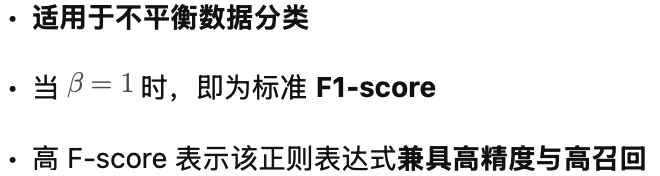 • 适用于不平衡数据分类
• 当 β = 1 时，即为标准 F1-score
• 高 F-score 表示该正则表达式兼具高精度与高召回